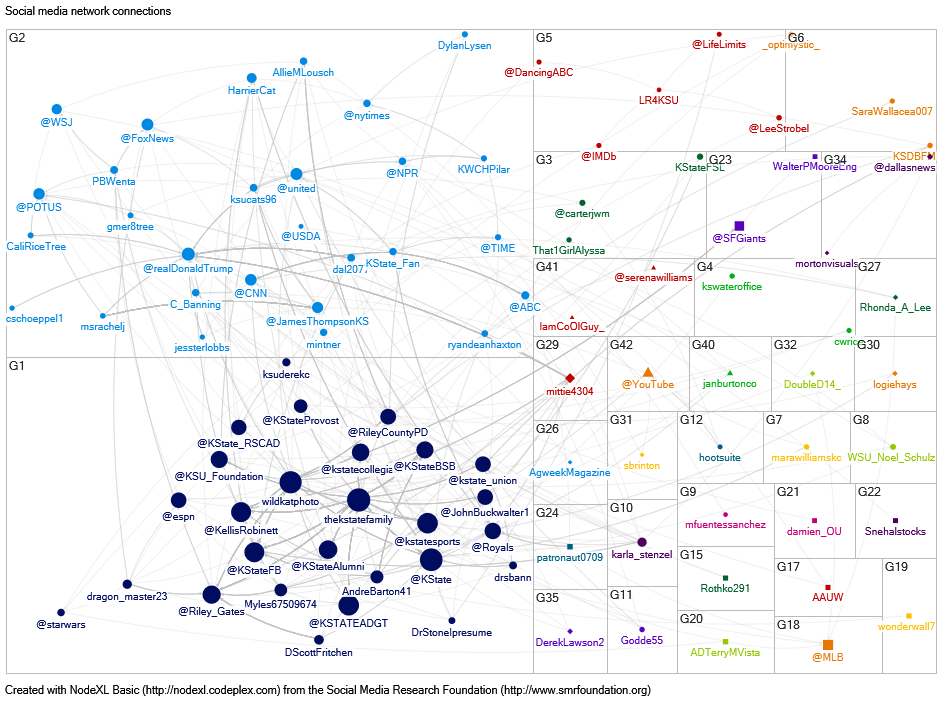 Social media network connections
G2
DylanLysen
AllieMLousch
HarrierCat
@nytimes
@WSJ
@FoxNews
PBWenta
@NPR
KWCHPilar
@united
ksucats96
@POTUS
gmer8tree
@USDA
CaliRiceTree
@TIME
@realDonaldTrump
dal207
KState_Fan
@CNN
C_Banning
@JamesThompsonKS
@ABC
cschoeppel1
msrachelj
jessterlobbs
mintner
ryandeanhaxton
G1
ksuderekc
@KStateProvost
@RileyCountyPD
@KState_RSCAD
@KSU_Foundation
@kstatecollegia
@KStateBSB
@kstate_union
wildkatphoto
thekstatefamily
@JohnBuckwalter1
@espn
@KellisRobinett
@kstatesports
@Royals
@KStateFB
@KStateAlumni
@KState
drsbann
dragon_master23
@Riley_Gates
Myles67509674
AndreBarton41
@starwars
@KSTATEADGT
DrStonelpresume
DScottFritchen
G5
@LifeLimits
@DancingABC
LR4KSU
@LeeStrobel
@IMDb
G6
_optimystic_
SaraWallacea007
KSDBFM
G3
KStateFSL
@carterjwm
That1GirlAlyssa
G23
WalterPMooreEng
@SFGiants
G34
@dallasnews
mortonvisuals
G41
@serenawilliams
IamCoOlGuy_
G4
kswateroffice
cwric
G27
Rhonda_A_Lee
G29
mittie4304
G42
@YouTube
G40
janburtonco
G32
DoubleD14_
G30
logiehays
G26
AgweekMagazine
G31
sbrinton
G12
hootsuite
G7
marawilliamskc
G8
WSU_Noel_Schulz
G24
patronaut0709
G10
karla_stenzel
G9
mfuentessanchez
G21
damien_OU
G22
Snehalstocks
G15
Rothko291
G35
DerekLawson2
G11
Godde55
G20
ADTerryMVista
G17
AAUW
G18
@MLB
G19
wonderwall7
Created with NodeXL Basic (http://nodexl.codeplex.com) from the Social Media Research Foundation (http://www.smrfoundation.org)